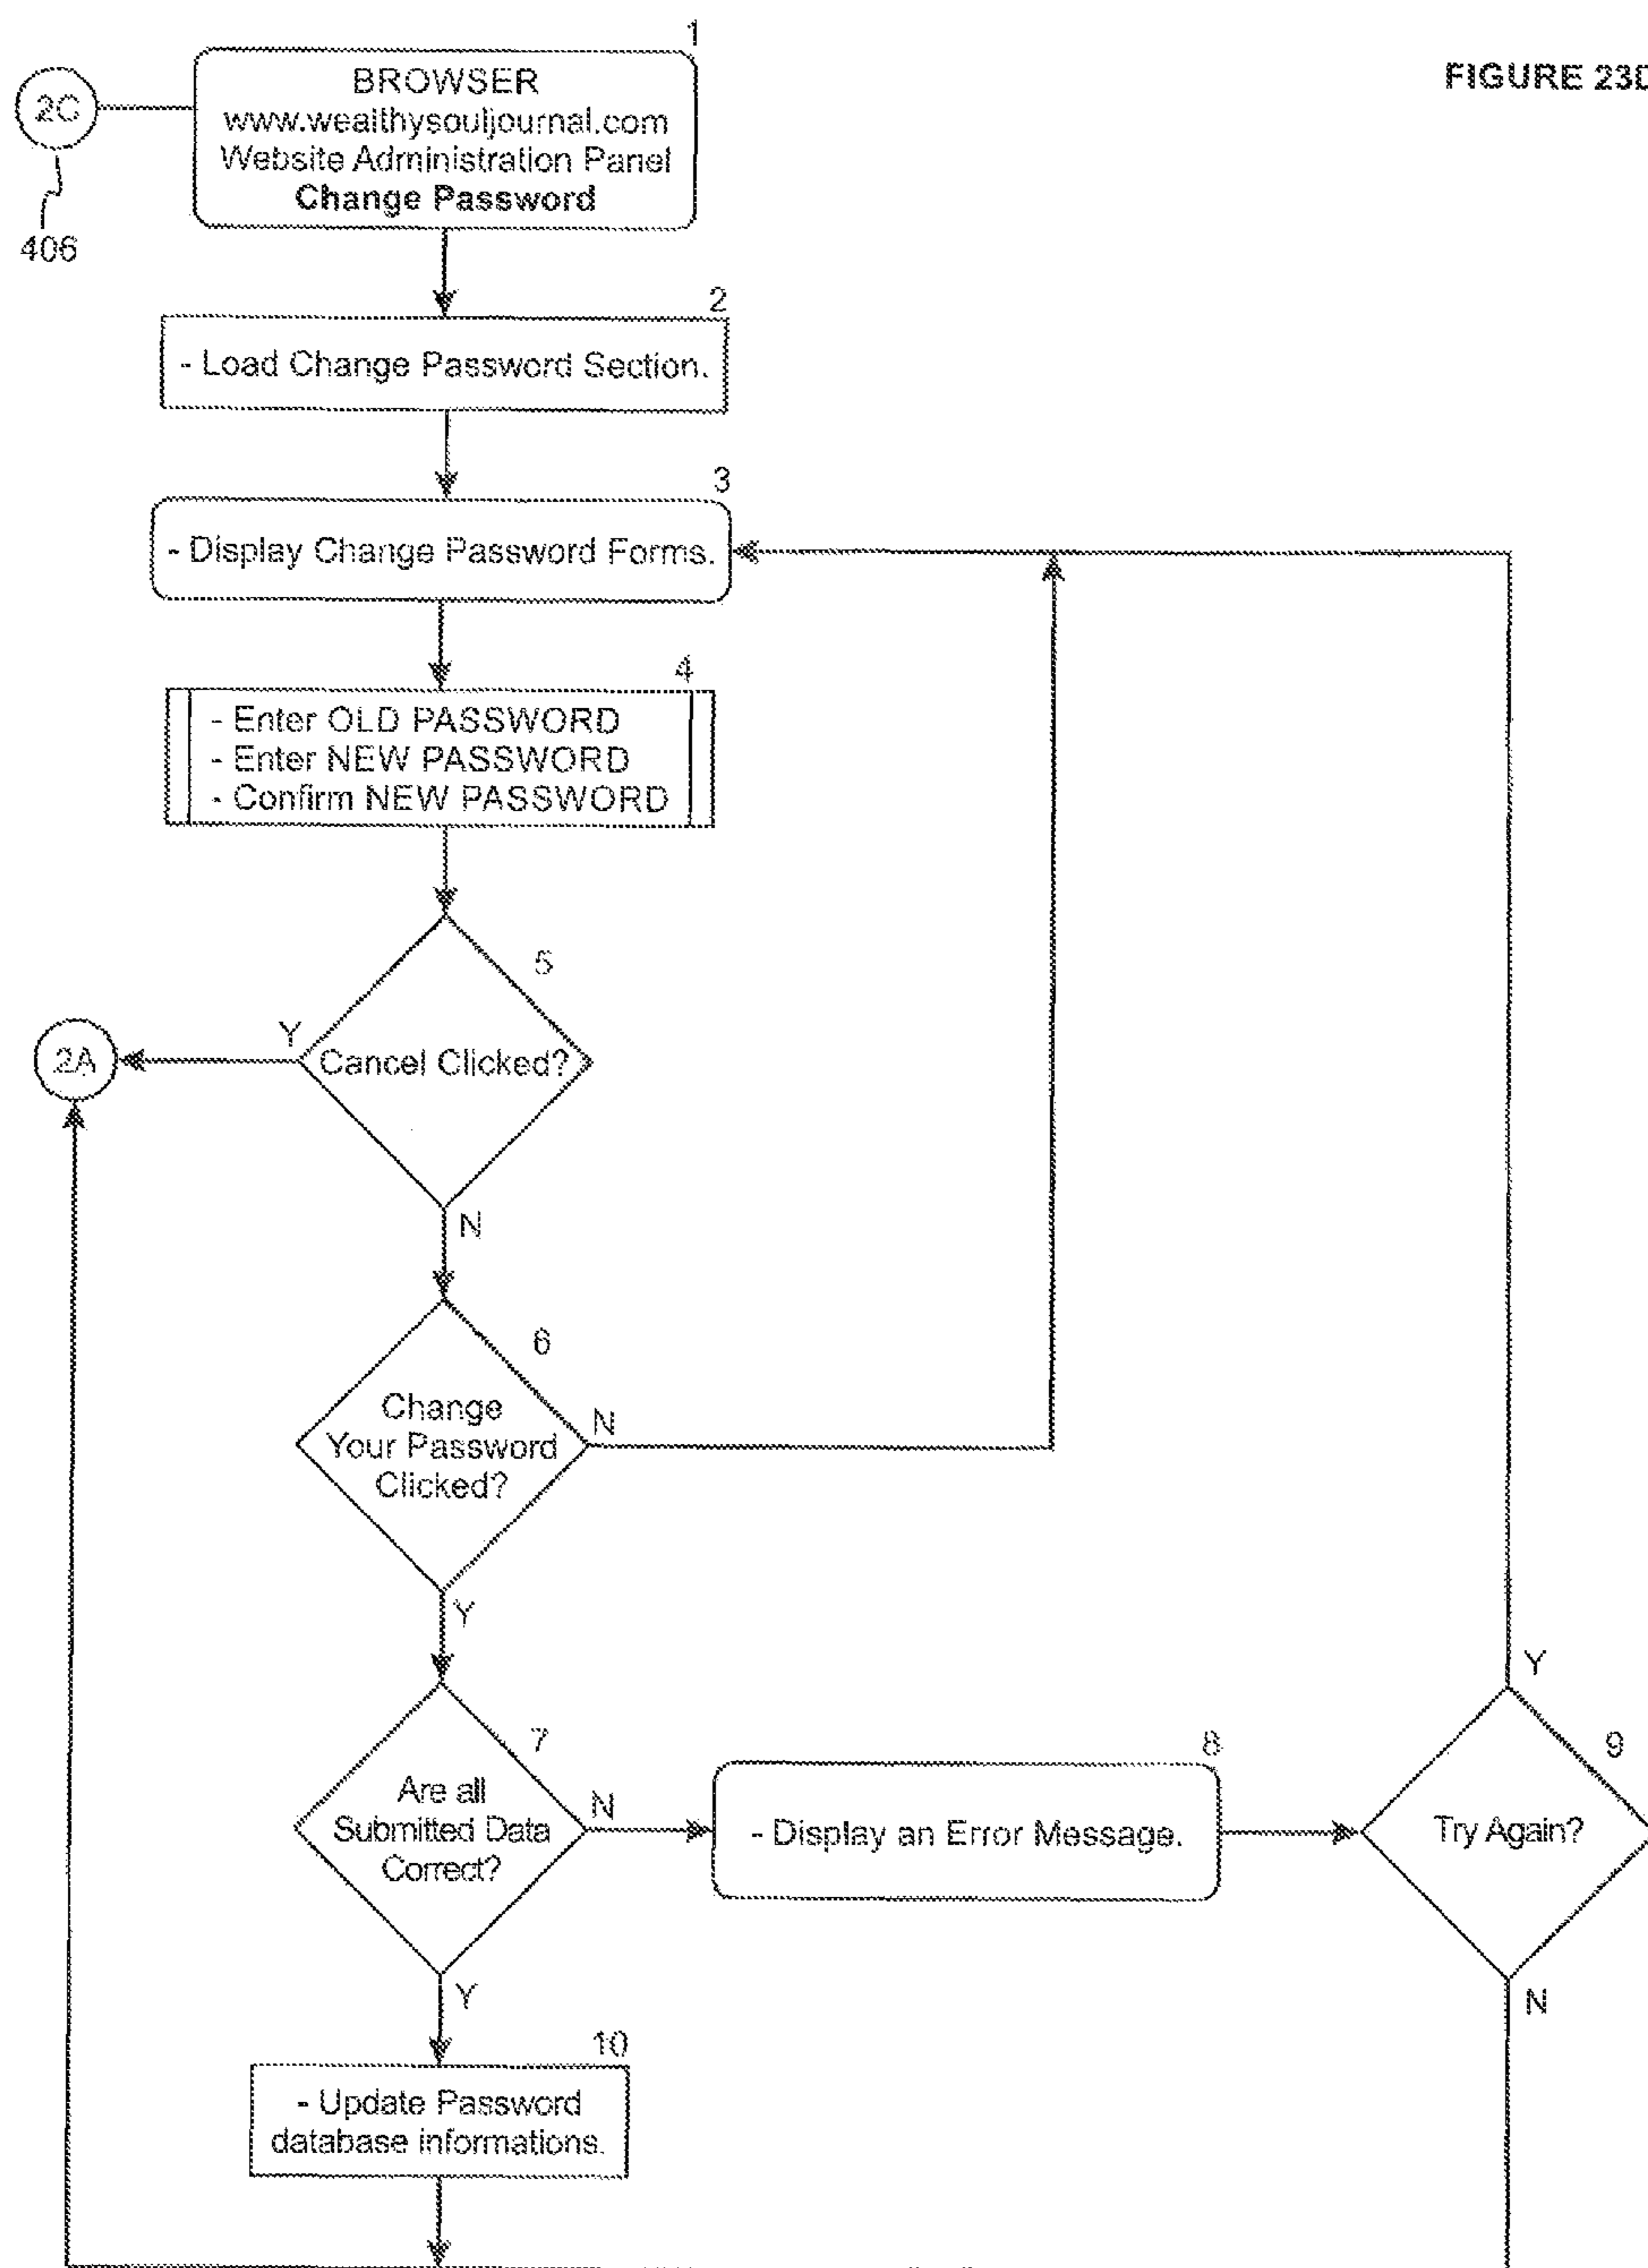 FIGURE 23D
1
2C
BROWSER
www.wealthysouljournal.com
Website Administration Panel
Change Password
406
2
- Load Change Password Section.
3
- Display Change Password Forms.
4
- Enter OLD PASSWORD
- Enter NEW PASSWORD
- Confirm NEW PASSWORD
5
Y
2A
Cancel Clicked?
N
6
Change
Your Password
Clicked?
N
Y
7
Are all
Submitted Data
Correct?
N
8
- Display an Error Message.
Y
9
Try Again?
N
Y
10
- Update Password
database informations.